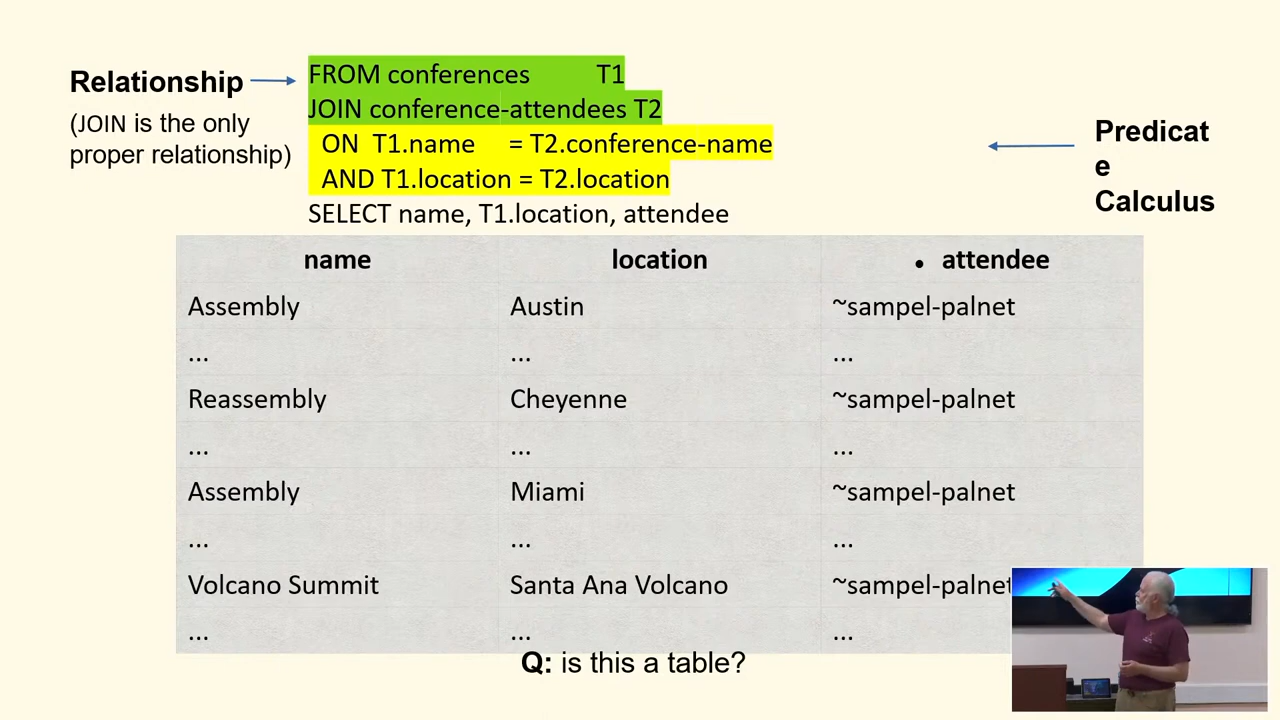 Relationship
(JOIN is the only
proper relationship)
FROM conferences T1
JOIN conference-attendees T2
ON T1.name = T2.conference-name
AND T1.location = T2.location
SELECT name, T1.location, attendee
Predicat
e
Calculus
name location • attendee
Assembly Austin ~sampel-palnet
... ... ...
Reassembly Cheyenne ~sampel-palnet
... ... ...
Assembly Miami ~sampel-palnet
... ... ...
Volcano Summit Santa Ana Volcano ~sampel-palnet
... ... ...
Q: is this a table?